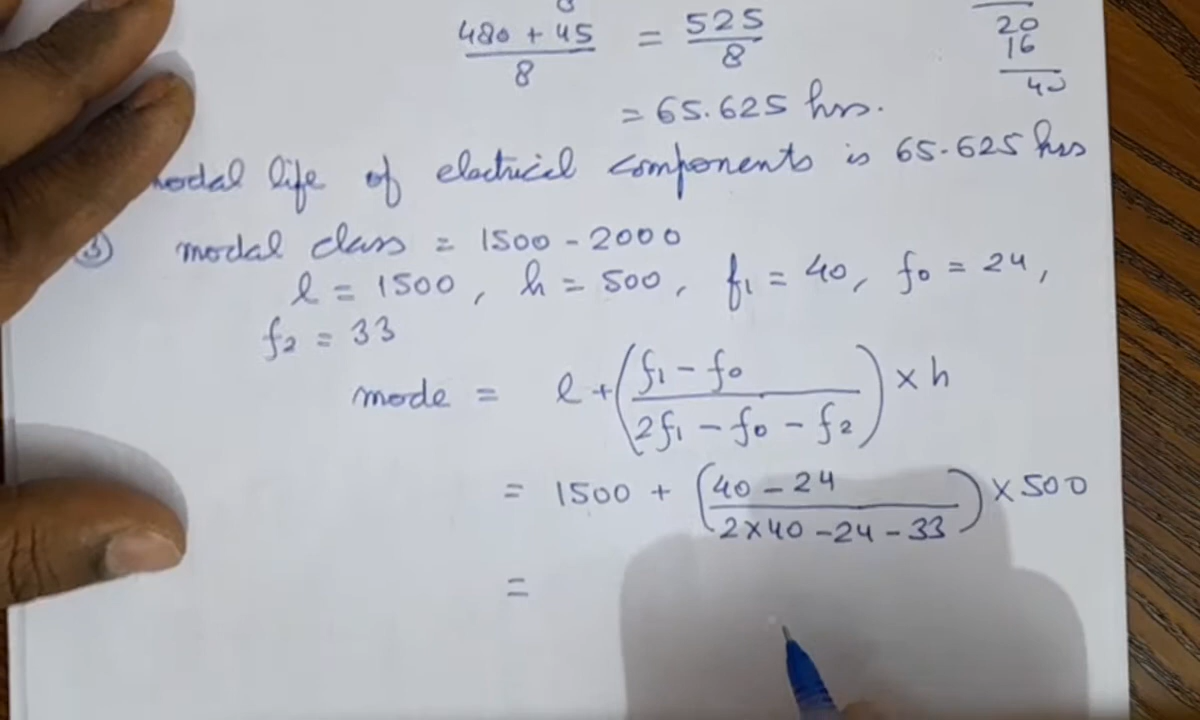 480 + 45 / 8 = 525 / 8
20
16
40
= 65.625 hrs.
modal life of electrical components is 65.625 hrs
3) modal class = 1500 - 2000
l = 1500 , h = 500 , f₁ = 40 , f₀ = 24 ,
f₂ = 33
mode = l + ( f₁ - f₀ / 2f₁ - f₀ - f₂ ) × h
= 1500 + ( 40 - 24 / 2×40 - 24 - 33 ) × 500
=